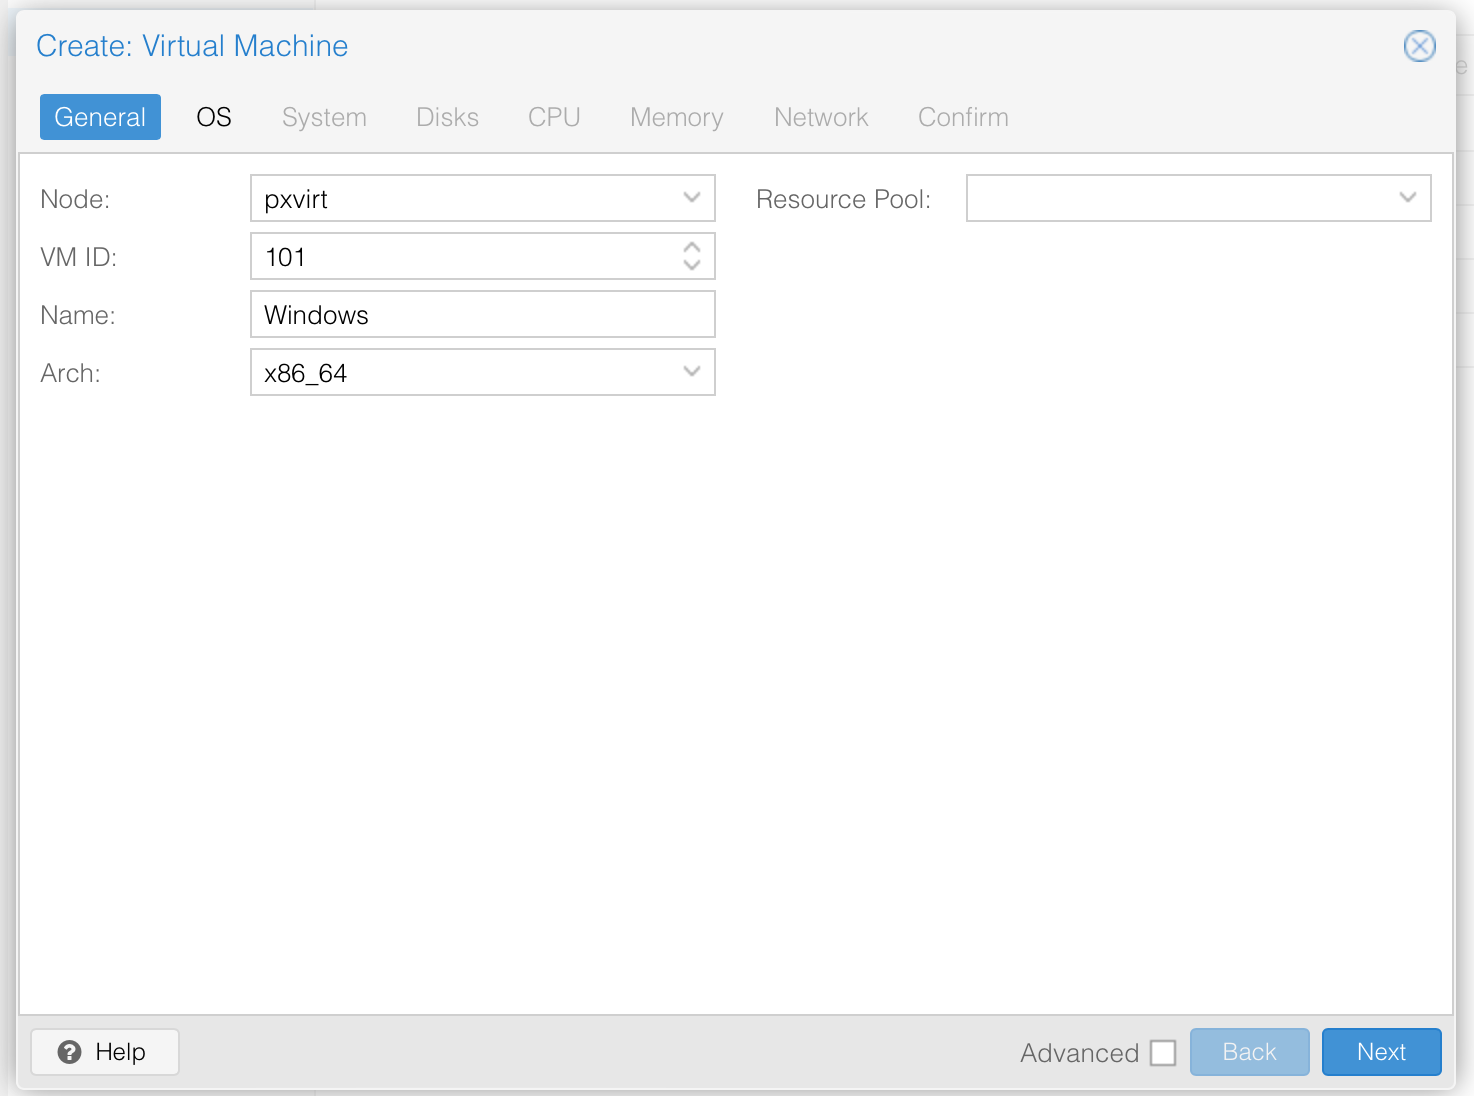 Create: Virtual Machine
General OS System Disks CPU Memory Network Confirm
Node: pxvirt Resource Pool:
VM ID: 101
Name: Windows
Arch: x86_64
Help Advanced Back Next